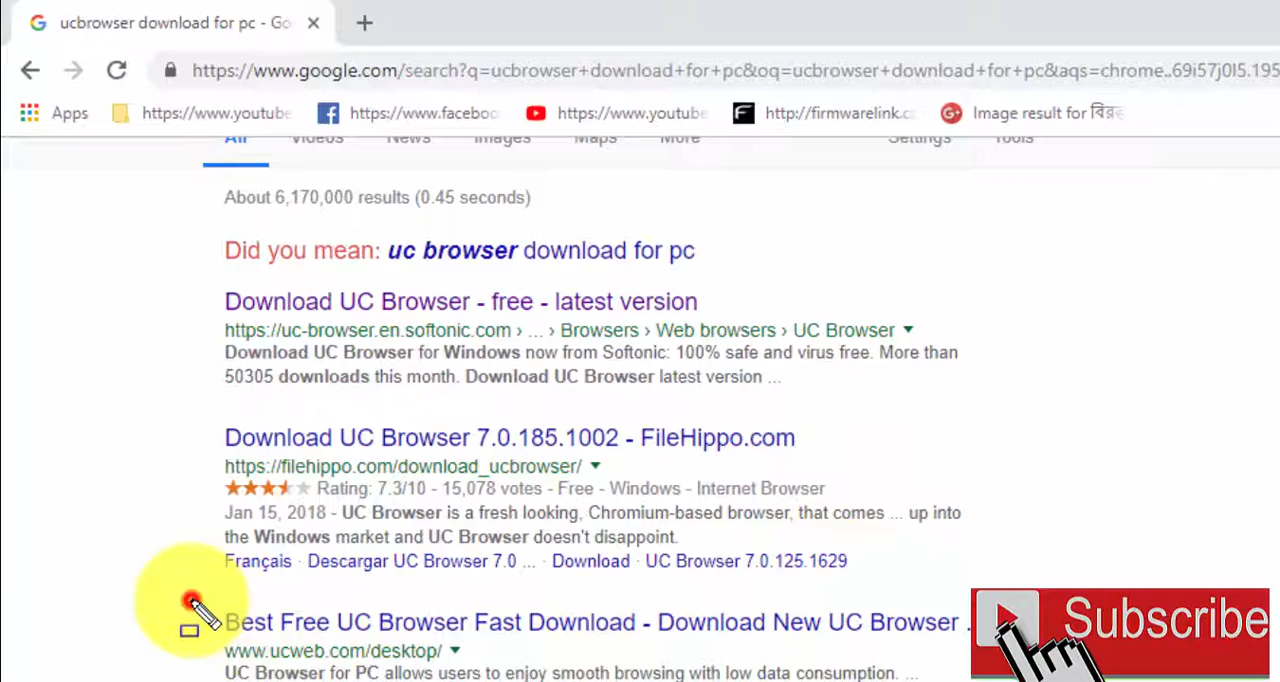 ucbrowser download for pc - Go
https://www.google.com/search?q=ucbrowser+download+for+pc&oq=ucbrowser+download+for+pc&aqs=chrome..69i57j0l5.195
Apps https://www.youtube https://www.faceboo https://www.youtube http://firmwarelink.c Image result for বির
All Videos News Images Maps More Settings Tools
About 6,170,000 results (0.45 seconds)
Did you mean: uc browser download for pc
Download UC Browser - free - latest version
https://uc-browser.en.softonic.com › ... › Browsers › Web browsers › UC Browser
Download UC Browser for Windows now from Softonic: 100% safe and virus free. More than
50305 downloads this month. Download UC Browser latest version ...
Download UC Browser 7.0.185.1002 - FileHippo.com
https://filehippo.com/download_ucbrowser/
Rating: 7.3/10 - 15,078 votes - Free - Windows - Internet Browser
Jan 15, 2018 - UC Browser is a fresh looking, Chromium-based browser, that comes ... up into
the Windows market and UC Browser doesn't disappoint.
Français · Descargar UC Browser 7.0 ... · Download · UC Browser 7.0.125.1629
Best Free UC Browser Fast Download - Download New UC Browser .
www.ucweb.com/desktop/
UC Browser for PC allows users to enjoy smooth browsing with low data consumption. ...
Subscribe